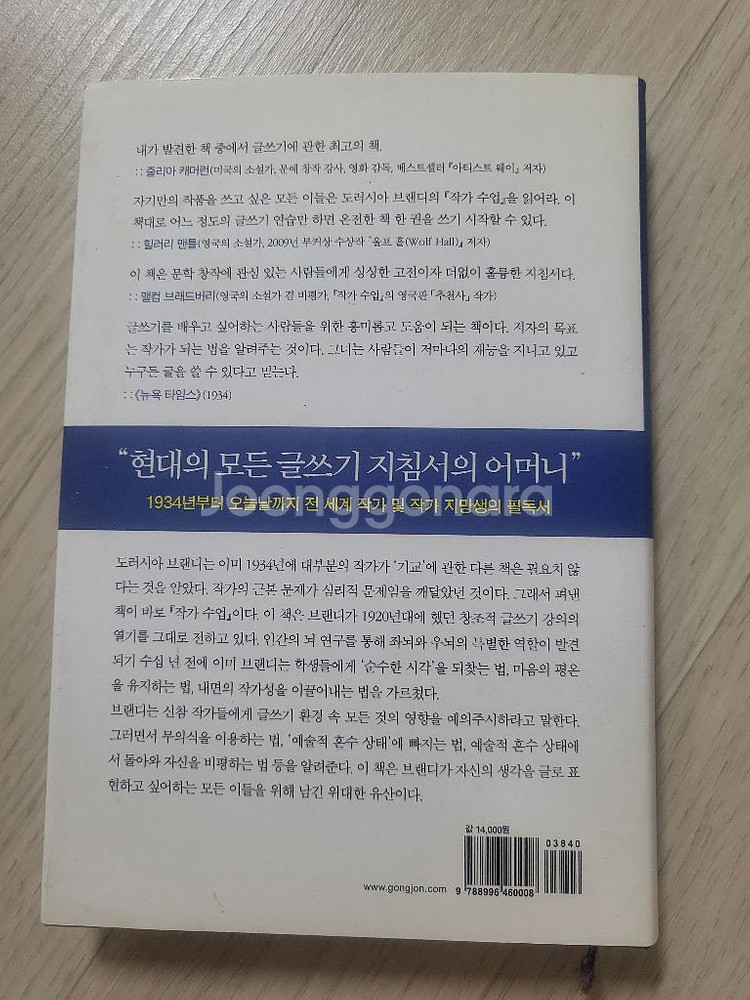 내가 발견한 책 중에서 글쓰기에 관한 최고의 책.
:: 줄리아 캐머런(미국의 소설가, 문예 창작 강사, 영화 감독, 베스트셀러 『아티스트 웨이』 저자)
자기만의 작품을 쓰고 싶은 모든 이들은 도러시아 브랜디의 『작가 수업』을 읽어라. 이
책대로 어느 정도의 글쓰기 연습만 하면 온전한 책 한 권을 쓰기 시작할 수 있다.
:: 힐러리 맨틀(영국의 소설가, 2009년 부커상 수상작 『울프 홀(Wolf Hall)』 저자)
이 책은 문학 창작에 관심 있는 사람들에게 싱싱한 고전이자 더없이 훌륭한 지침서다.
:: 맬컴 브래드버리(영국의 소설가 겸 비평가, 『작가 수업』의 영국판 「추천사」 작가)
글쓰기를 배우고 싶어하는 사람들을 위한 흥미롭고 도움이 되는 책이다. 저자의 목표
는 작가가 되는 법을 알려주는 것이다. 그녀는 사람들이 저마다의 재능을 지니고 있고
누구든 글을 쓸 수 있다고 믿는다.
:: 《뉴욕 타임스》(1934)
“현대의 모든 글쓰기 지침서의 어머니”
Joonggonara
1934년부터 오늘날까지 전 세계 작가 및 작가 지망생의 필독서
도러시아 브랜디는 이미 1934년에 대부분의 작가가 ‘기교’에 관한 다른 책은 필요치 않
다는 것을 알았다. 작가의 근본 문제가 심리적 문제임을 깨달았던 것이다. 그래서 펴낸
책이 바로 『작가 수업』이다. 이 책은 브랜디가 1920년대에 했던 창조적 글쓰기 강의의
열기를 그대로 전하고 있다. 인간의 뇌 연구를 통해 좌뇌와 우뇌의 특별한 역할이 발견
되기 수십 년 전에 이미 브랜디는 학생들에게 ‘순수한 시각’을 되찾는 법, 마음의 평온
을 유지하는 법, 내면의 작가성을 이끌어내는 법을 가르쳤다.
브랜디는 신참 작가들에게 글쓰기 환경 속 모든 것의 영향을 예의주시하라고 말한다.
그러면서 무의식을 이용하는 법, ‘예술적 혼수 상태’에 빠지는 법, 예술적 혼수 상태에
서 돌아와 자신을 비평하는 법 등을 알려준다. 이 책은 브랜디가 자신의 생각을 글로 표
현하고 싶어하는 모든 이들을 위해 남긴 위대한 유산이다.
값 14,000원
03840
www.gongjon.com
9 788996 460008